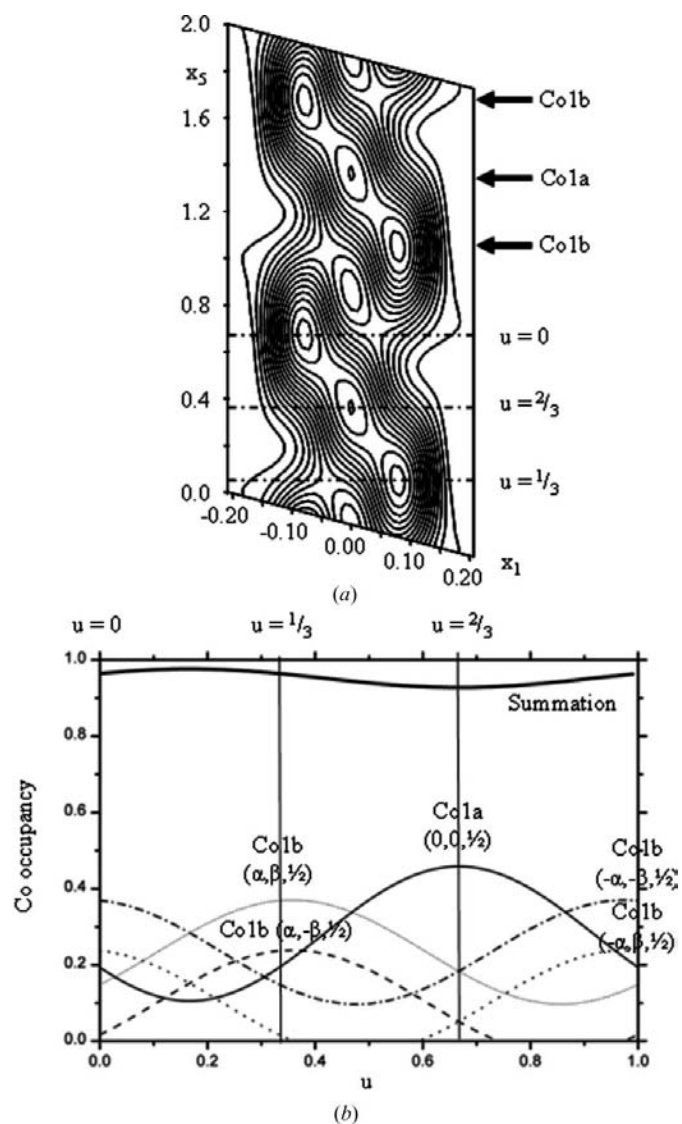 2.0
x5
1.6
1.2
0.8
0.4
0.0
Co1b
Co1a
Co1b
u = 0
u = 2/3
u = 1/3
-0.20
-0.10
0.00
0.10
0.20
x1
(a)
u = 0
u = 1/3
u = 2/3
1.0
0.8
0.6
0.4
0.2
0.0
Co occupancy
Summation
Co1a
(0,0,½)
Co1b
(α,β,½)
Co1b (α,-β,½)
Co1b
(-α,-β,½)
Co1b
(-α,β,½)
0.0
0.2
0.4
0.6
0.8
1.0
u
(b)